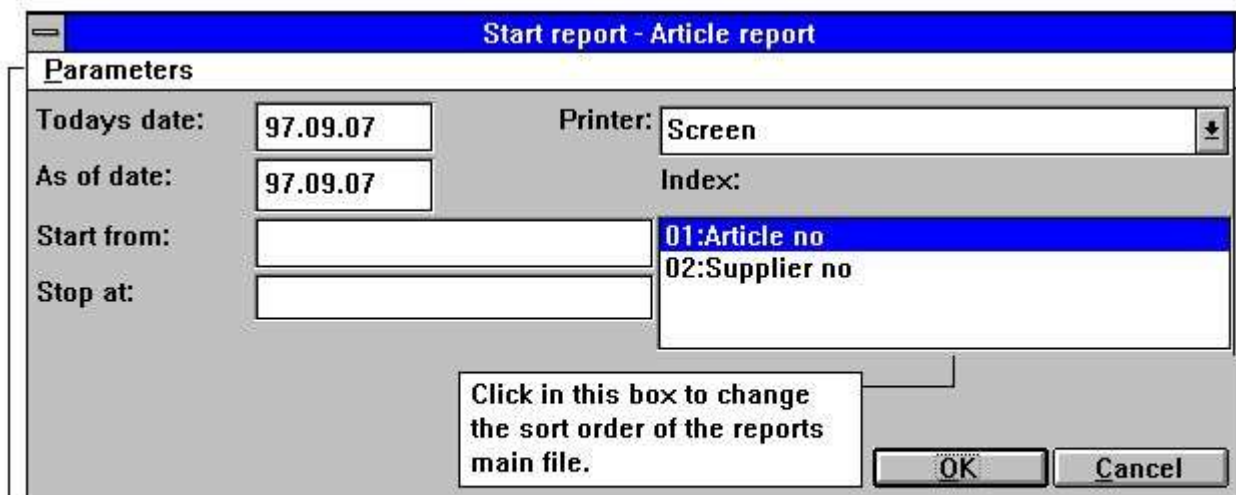 Start report - Article report
Parameters
Todays date:
97.09.07
Printer:
Screen
As of date:
97.09.07
Index:
Start from:
01:Article no
02:Supplier no
Stop at:
Click in this box to change
the sort order of the reports
main file.
OK
Cancel